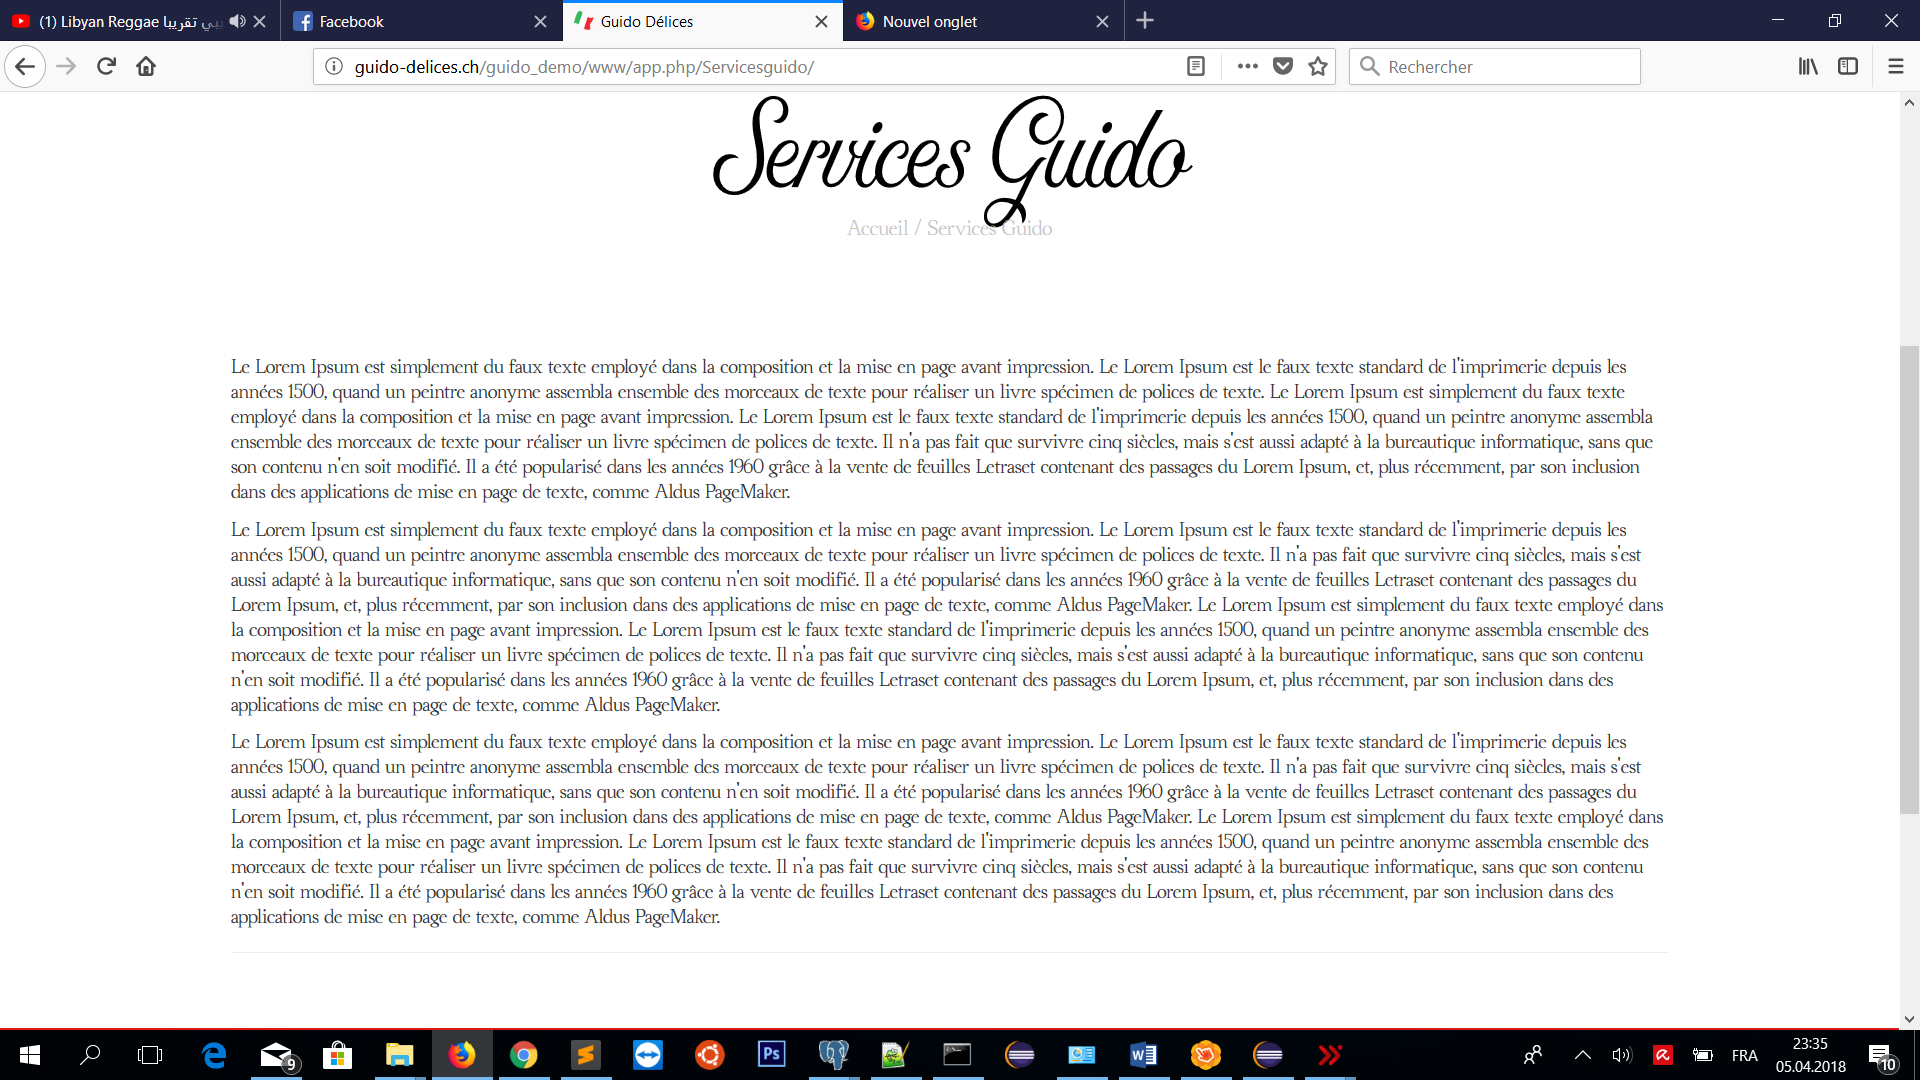 (1) Libyan Reggae ليبي تقريبا
Facebook
Guido Délices
Nouvel onglet
guido-delices.ch/guido_demo/www/app.php/Servicesguido/
Rechercher
Services Guido
Accueil / Services Guido
Le Lorem Ipsum est simplement du faux texte employé dans la composition et la mise en page avant impression. Le Lorem Ipsum est le faux texte standard de l'imprimerie depuis les
années 1500, quand un peintre anonyme assembla ensemble des morceaux de texte pour réaliser un livre spécimen de polices de texte. Le Lorem Ipsum est simplement du faux texte
employé dans la composition et la mise en page avant impression. Le Lorem Ipsum est le faux texte standard de l'imprimerie depuis les années 1500, quand un peintre anonyme assembla
ensemble des morceaux de texte pour réaliser un livre spécimen de polices de texte. Il n'a pas fait que survivre cinq siècles, mais s'est aussi adapté à la bureautique informatique, sans que
son contenu n'en soit modifié. Il a été popularisé dans les années 1960 grâce à la vente de feuilles Letraset contenant des passages du Lorem Ipsum, et, plus récemment, par son inclusion
dans des applications de mise en page de texte, comme Aldus PageMaker.
Le Lorem Ipsum est simplement du faux texte employé dans la composition et la mise en page avant impression. Le Lorem Ipsum est le faux texte standard de l'imprimerie depuis les
années 1500, quand un peintre anonyme assembla ensemble des morceaux de texte pour réaliser un livre spécimen de polices de texte. Il n'a pas fait que survivre cinq siècles, mais s'est
aussi adapté à la bureautique informatique, sans que son contenu n'en soit modifié. Il a été popularisé dans les années 1960 grâce à la vente de feuilles Letraset contenant des passages du
Lorem Ipsum, et, plus récemment, par son inclusion dans des applications de mise en page de texte, comme Aldus PageMaker. Le Lorem Ipsum est simplement du faux texte employé dans
la composition et la mise en page avant impression. Le Lorem Ipsum est le faux texte standard de l'imprimerie depuis les années 1500, quand un peintre anonyme assembla ensemble des
morceaux de texte pour réaliser un livre spécimen de polices de texte. Il n'a pas fait que survivre cinq siècles, mais s'est aussi adapté à la bureautique informatique, sans que son contenu
n'en soit modifié. Il a été popularisé dans les années 1960 grâce à la vente de feuilles Letraset contenant des passages du Lorem Ipsum, et, plus récemment, par son inclusion dans des
applications de mise en page de texte, comme Aldus PageMaker.
Le Lorem Ipsum est simplement du faux texte employé dans la composition et la mise en page avant impression. Le Lorem Ipsum est le faux texte standard de l'imprimerie depuis les
années 1500, quand un peintre anonyme assembla ensemble des morceaux de texte pour réaliser un livre spécimen de polices de texte. Il n'a pas fait que survivre cinq siècles, mais s'est
aussi adapté à la bureautique informatique, sans que son contenu n'en soit modifié. Il a été popularisé dans les années 1960 grâce à la vente de feuilles Letraset contenant des passages du
Lorem Ipsum, et, plus récemment, par son inclusion dans des applications de mise en page de texte, comme Aldus PageMaker. Le Lorem Ipsum est simplement du faux texte employé dans
la composition et la mise en page avant impression. Le Lorem Ipsum est le faux texte standard de l'imprimerie depuis les années 1500, quand un peintre anonyme assembla ensemble des
morceaux de texte pour réaliser un livre spécimen de polices de texte. Il n'a pas fait que survivre cinq siècles, mais s'est aussi adapté à la bureautique informatique, sans que son contenu
n'en soit modifié. Il a été popularisé dans les années 1960 grâce à la vente de feuilles Letraset contenant des passages du Lorem Ipsum, et, plus récemment, par son inclusion dans des
applications de mise en page de texte, comme Aldus PageMaker.
9
Ps
FRA
23:35
05.04.2018
10